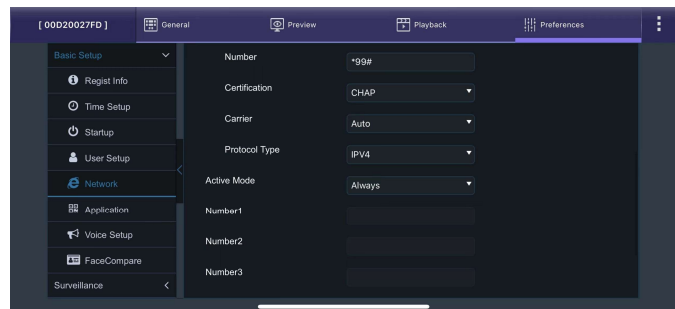 [ 00D20027FD ] General Preview Playback Preferences
Basic Setup
Regist Info
Time Setup
Startup
User Setup
Network
Application
Voice Setup
FaceCompare
Surveillance
Number *99#
Certification CHAP
Carrier Auto
Protocol Type IPV4
Active Mode Always
Number1
Number2
Number3